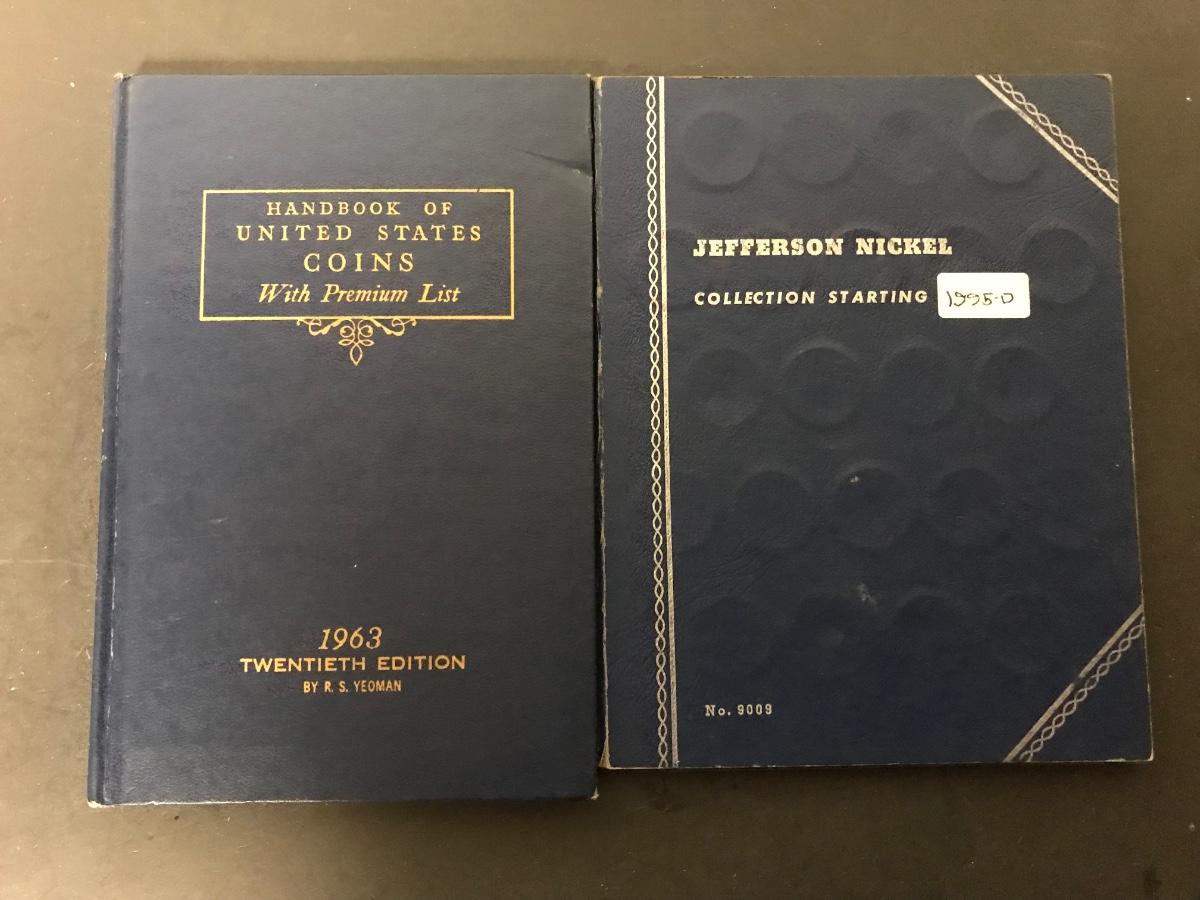 HANDBOOK OF
UNITED STATES
COINS
With Premium List
1963
TWENTIETH EDITION
BY R. S. YEOMAN
JEFFERSON NICKEL
COLLECTION STARTING 1995-D
No. 9009